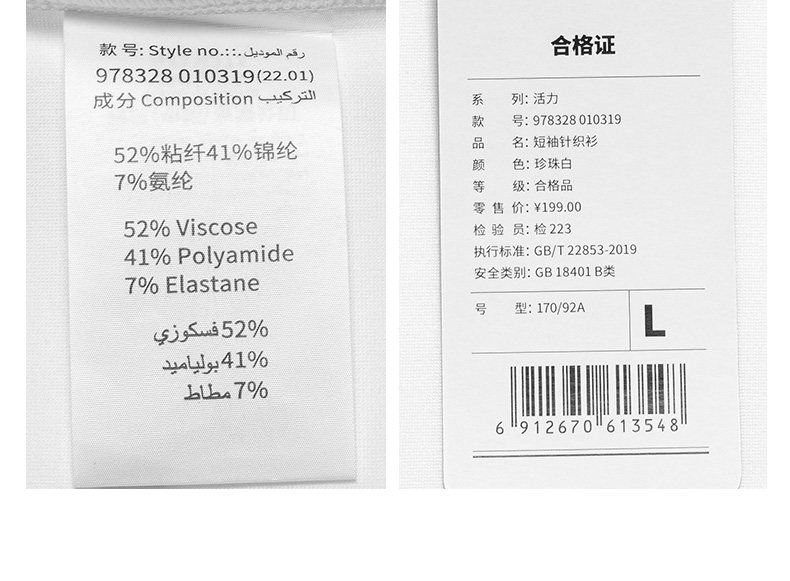 款 号: Style no.::. رقم الموديل
978328 010319(22.01)
成分 Composition التركيب
52%粘纤41%锦纶
7%氨纶
52% Viscose
41% Polyamide
7% Elastane
فسكوزي 52%
بولياميد 41%
مطاط 7%
合格证
系 列: 活力
款 号: 978328 010319
品 名: 短袖针织衫
颜 色: 珍珠白
等 级: 合格品
零 售 价: ¥199.00
检 验 员: 检 223
执行标准: GB/T 22853-2019
安全类别: GB 18401 B类
号 型: 170/92A
L
6 912670 613548